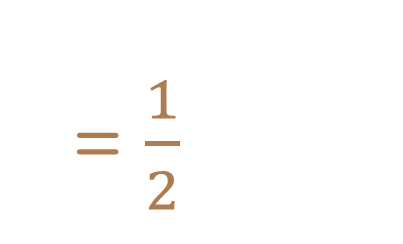 = 1/2